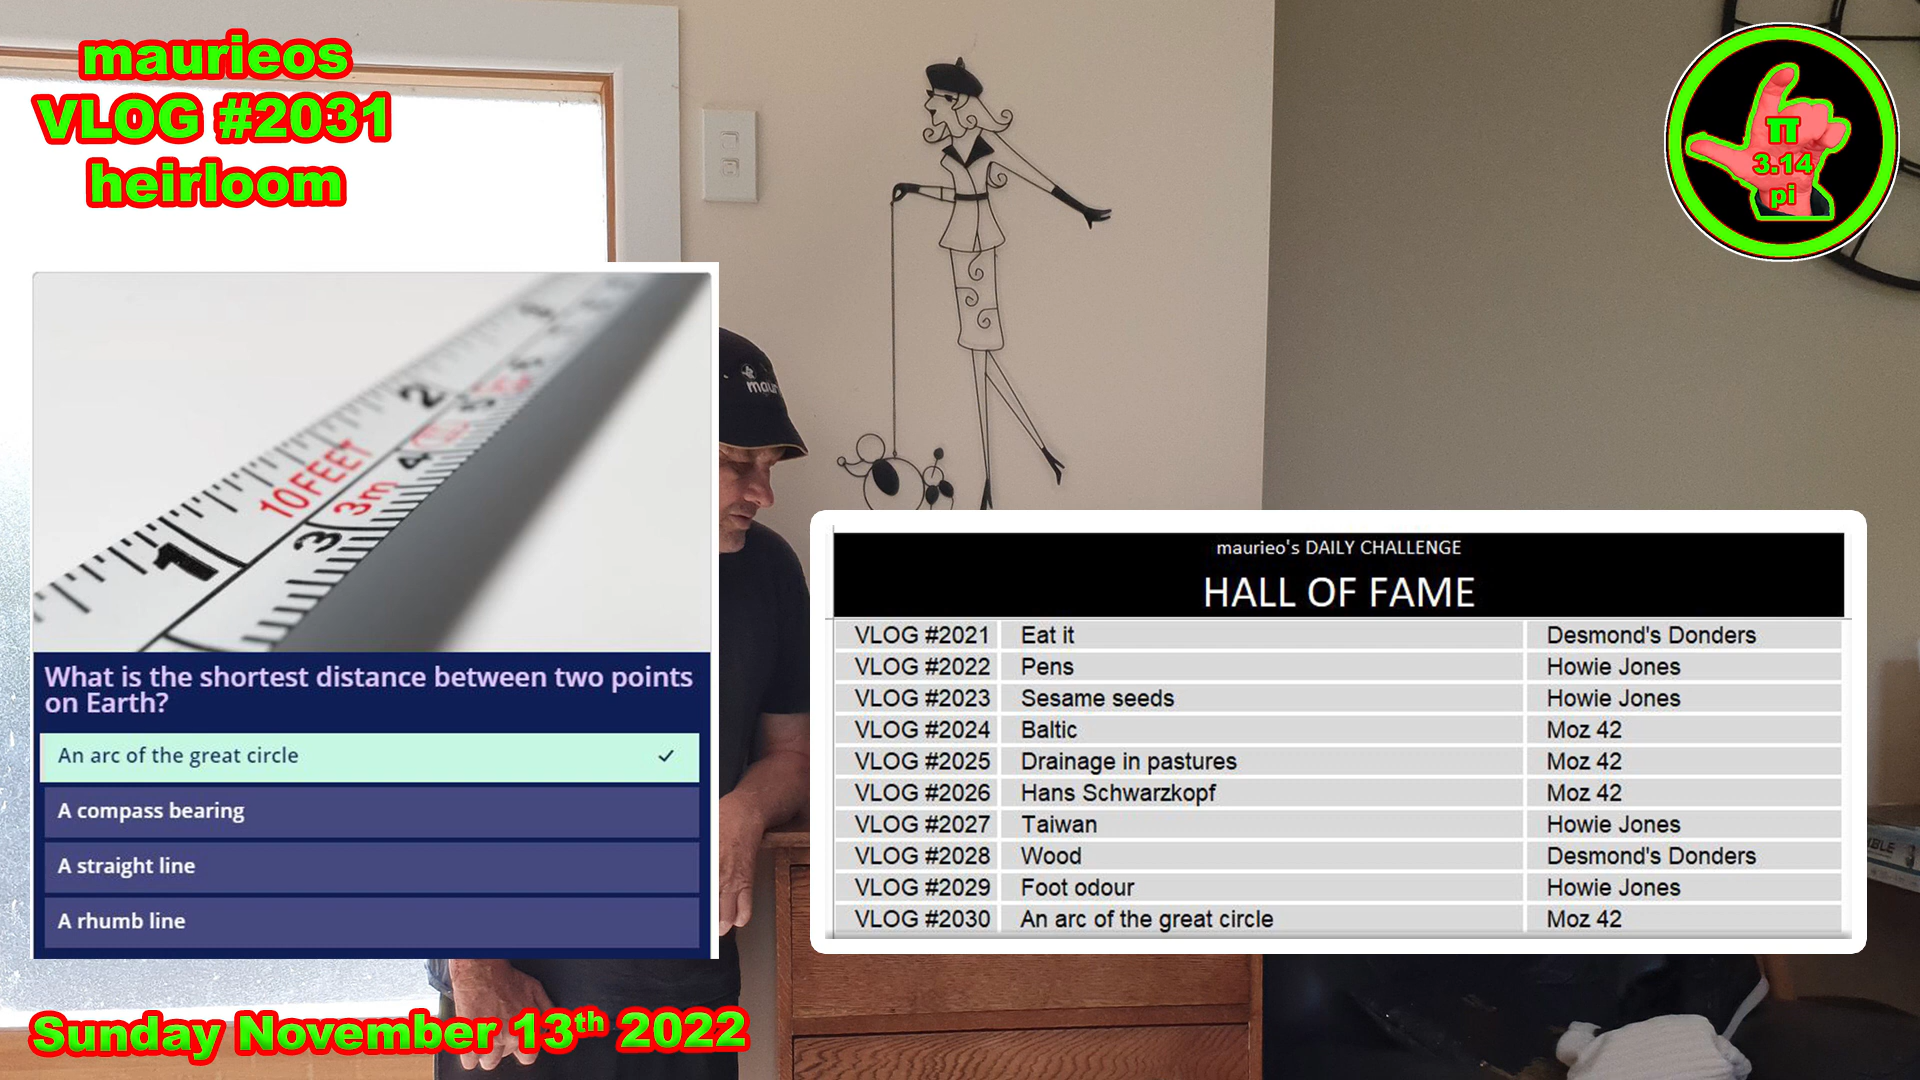 maurieos
VLOG #2031
heirloom
π
3.14
pi
1
2
10FEET
3m
3
4
5
What is the shortest distance between two points
on Earth?
An arc of the great circle
A compass bearing
A straight line
A rhumb line
maurieo's DAILY CHALLENGE
HALL OF FAME
VLOG #2021 Eat it Desmond's Donders
VLOG #2022 Pens Howie Jones
VLOG #2023 Sesame seeds Howie Jones
VLOG #2024 Baltic Moz 42
VLOG #2025 Drainage in pastures Moz 42
VLOG #2026 Hans Schwarzkopf Moz 42
VLOG #2027 Taiwan Howie Jones
VLOG #2028 Wood Desmond's Donders
VLOG #2029 Foot odour Howie Jones
VLOG #2030 An arc of the great circle Moz 42
Sunday November 13th 2022